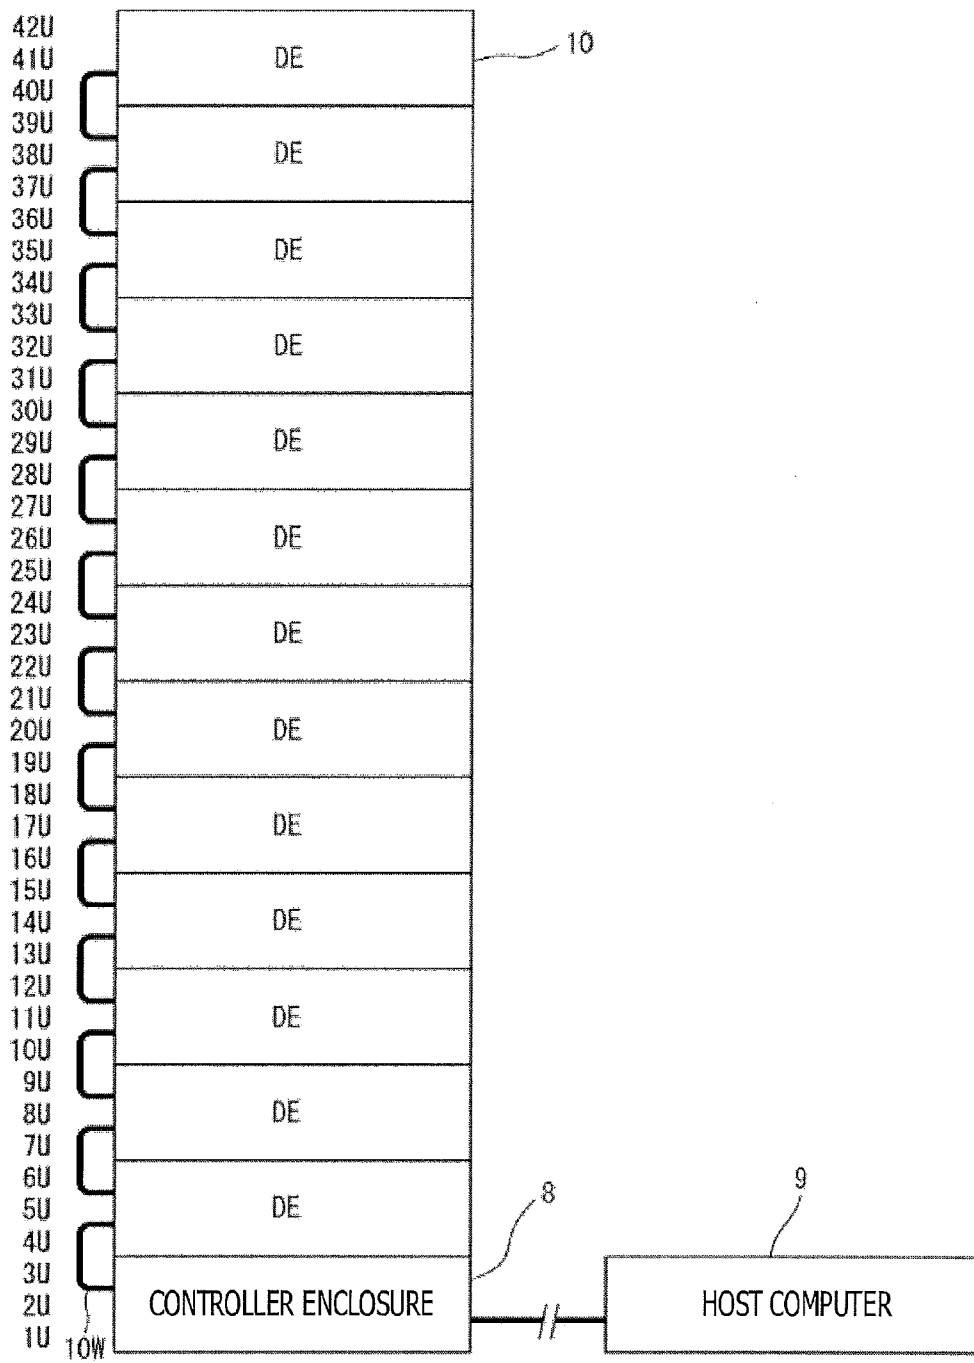 42U
DE
10
41U
40U
39U
38U
DE
37U
36U
35U
DE
34U
33U
32U
DE
31U
30U
29U
DE
28U
27U
26U
DE
25U
24U
23U
DE
22U
21U
20U
DE
19U
18U
17U
DE
16U
15U
14U
DE
13U
12U
11U
DE
10U
9U
8U
DE
7U
6U
5U
DE
8
9
4U
3U
2U
CONTROLLER ENCLOSURE
HOST COMPUTER
1U
10W